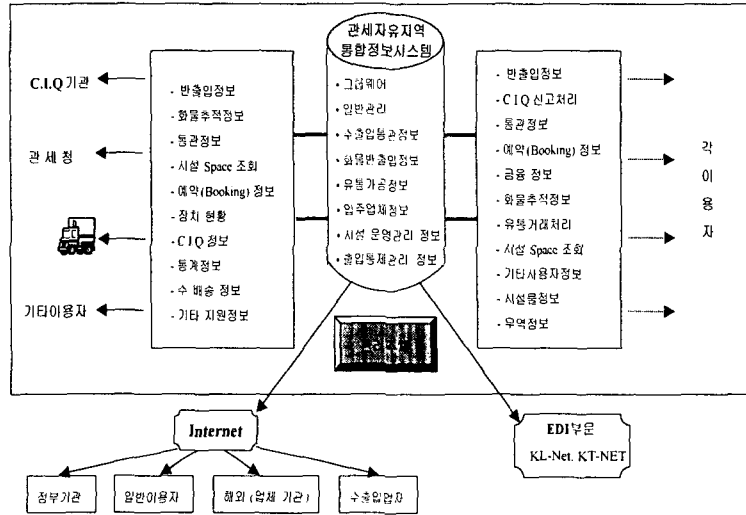 관세자유지역
통합정보시스템
• 그룹웨어
• 일반관리
• 수출입통관정보
• 화물반출입정보
• 유통가공정보
• 입주업체정보
• 시설 운영관리 정보
• 출입통제관리 정보
C.I.Q 기관
관 세 청
기타이용자
- 반출입정보
- 화물추적정보
- 통관정보
- 시설 Space 조회
- 예약(Booking) 정보
- 장치 현황
- C I Q 정보
- 통계정보
- 수 배송 정보
- 기타 지원정보
- 반출입정보
- C I Q 신고처리
- 통관정보
- 예약(Booking) 정보
- 금융 정보
- 화물추적정보
- 유통거래처리
- 시설 Space 조회
- 기타사용자정보
- 시설물정보
- 무역정보
각
이
용
자
Internet
EDI부문
KL-Net. KT-NET
정부기관
일반이용자
해외 (업체 기관)
수출입업자